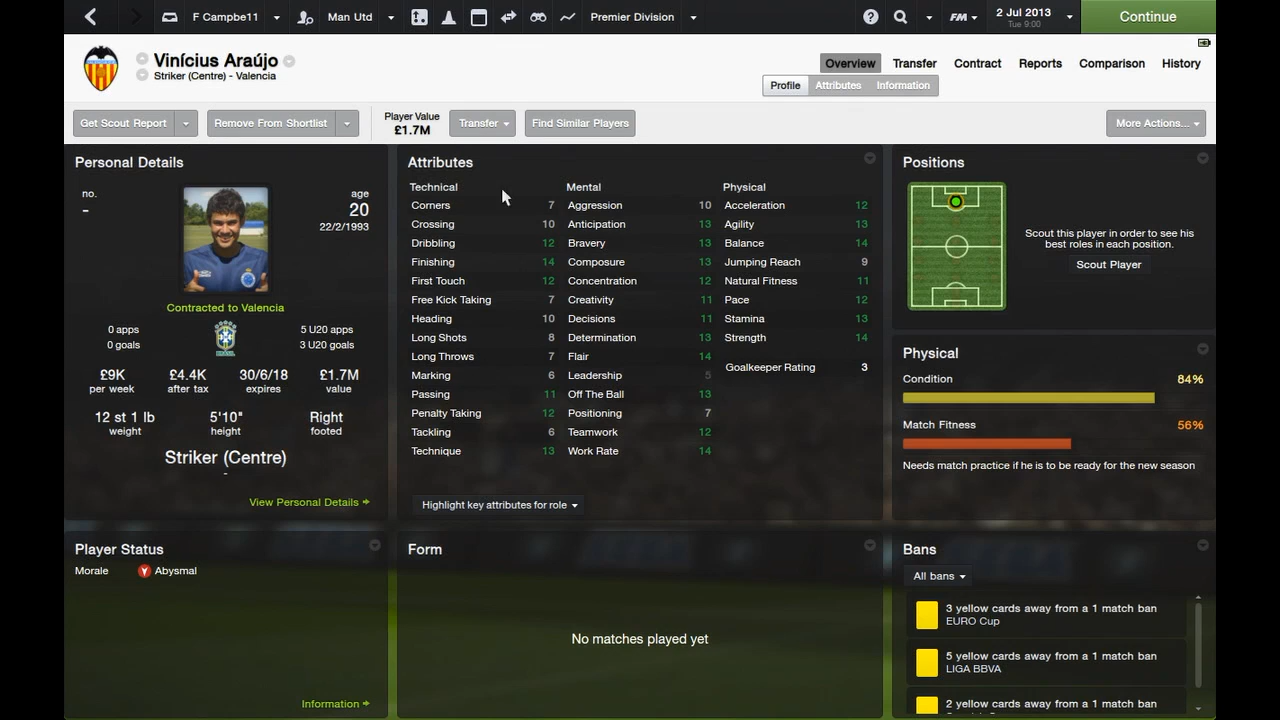 F Campbe11
Man Utd
Premier Division
FM
2 Jul 2013
Tue 9:00
Continue
Vinícius Araújo
Striker (Centre) - Valencia
Overview
Transfer
Contract
Reports
Comparison
History
Profile
Attributes
Information
Get Scout Report
Remove From Shortlist
Player Value
£1.7M
Transfer
Find Similar Players
More Actions...
Personal Details
no.
-
age
20
22/2/1993
Contracted to Valencia
0 apps
0 goals
BRASIL
5 U20 apps
3 U20 goals
£9K
per week
£4.4K
after tax
30/6/18
expires
£1.7M
value
12 st 1 lb
weight
5'10"
height
Right
footed
Striker (Centre)
-
View Personal Details
Attributes
Technical
Corners 7
Crossing 10
Dribbling 12
Finishing 14
First Touch 12
Free Kick Taking 7
Heading 10
Long Shots 8
Long Throws 7
Marking 6
Passing 11
Penalty Taking 12
Tackling 6
Technique 13
Mental
Aggression 10
Anticipation 13
Bravery 13
Composure 13
Concentration 12
Creativity 11
Decisions 11
Determination 13
Flair 14
Leadership 5
Off The Ball 13
Positioning 7
Teamwork 12
Work Rate 14
Physical
Acceleration 12
Agility 13
Balance 14
Jumping Reach 9
Natural Fitness 11
Pace 12
Stamina 13
Strength 14
Goalkeeper Rating 3
Highlight key attributes for role
Positions
Scout this player in order to see his
best roles in each position.
Scout Player
Physical
Condition 84%
Match Fitness 56%
Needs match practice if he is to be ready for the new season
Player Status
Morale Abysmal
Information
Form
No matches played yet
Bans
All bans
3 yellow cards away from a 1 match ban
EURO Cup
5 yellow cards away from a 1 match ban
LIGA BBVA
2 yellow cards away from a 1 match ban